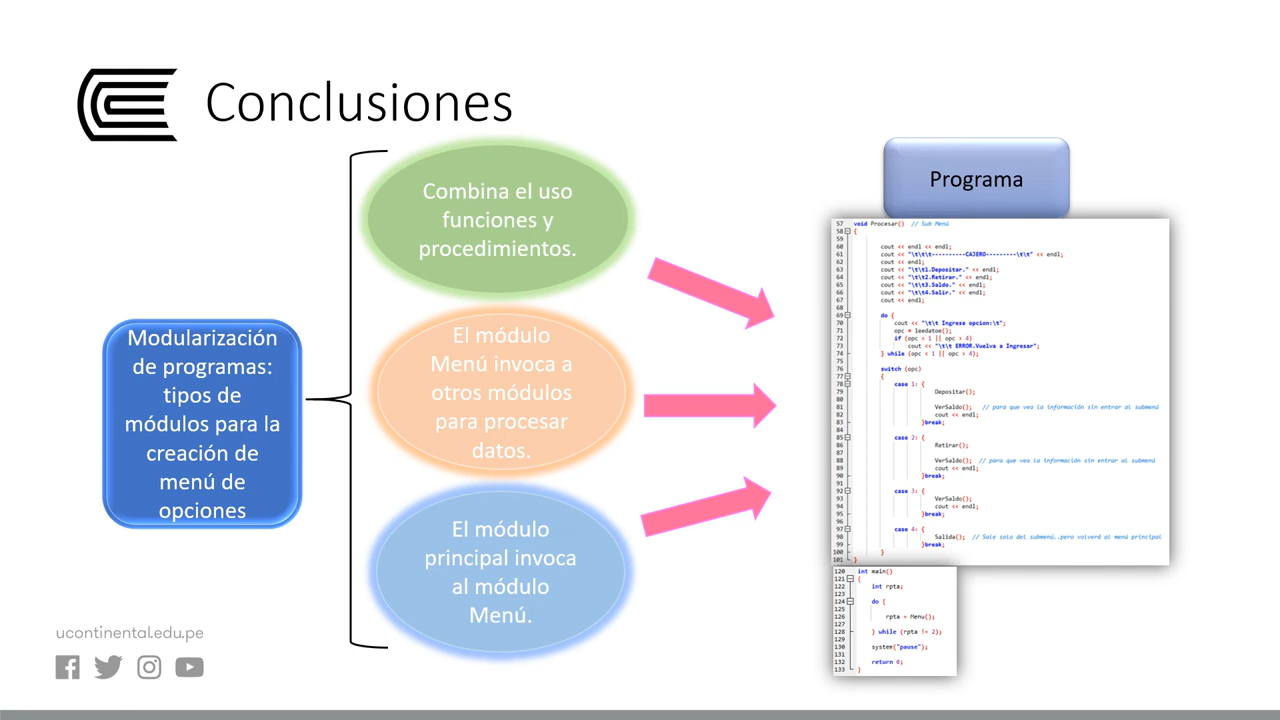 Conclusiones
Modularización
de programas:
tipos de
módulos para la
creación de
menú de
opciones
Combina el uso
funciones y
procedimientos.
El módulo
Menú invoca a
otros módulos
para procesar
datos.
El módulo
principal invoca
al módulo
Menú.
Programa
57 void Procesar() // Sub Menú
58 {
59
60 cout << endl << endl;
61 cout << "\t\t\t----------CAJERO---------\t\t" << endl;
62 cout << endl;
63 cout << "\t\t1.Depositar." << endl;
64 cout << "\t\t2.Retirar." << endl;
65 cout << "\t\t3.Saldo." << endl;
66 cout << "\t\t4.Salir." << endl;
67 cout << endl;
68
69 do {
70 cout << "\t\t Ingrese opcion:\t";
71 opc = leedatoe();
72 if (opc < 1 || opc > 4)
73 cout << "\t\t ERROR.Vuelva a Ingresar";
74 } while (opc < 1 || opc > 4);
75
76 switch (opc)
77 {
78 case 1: {
79 Depositar();
80
81 VerSaldo(); // para que vea la información sin entrar al submenú
82 cout << endl;
83 }break;
84
85 case 2: {
86 Retirar();
87
88 VerSaldo(); // para que vea la información sin entrar al submenú
89 cout << endl;
90 }break;
91
92 case 3: {
93 VerSaldo();
94 cout << endl;
95 }break;
96
97 case 4: {
98 Salida(); // Sale solo del submenú..pero volverá al menú principal
99 }break;
100 }
101 }
120 int main()
121 {
122 int rpta;
123
124 do {
125
126 rpta = Menu();
127
128 } while (rpta != 2);
129
130 system("pause");
131
132 return 0;
133 }
ucontinental.edu.pe